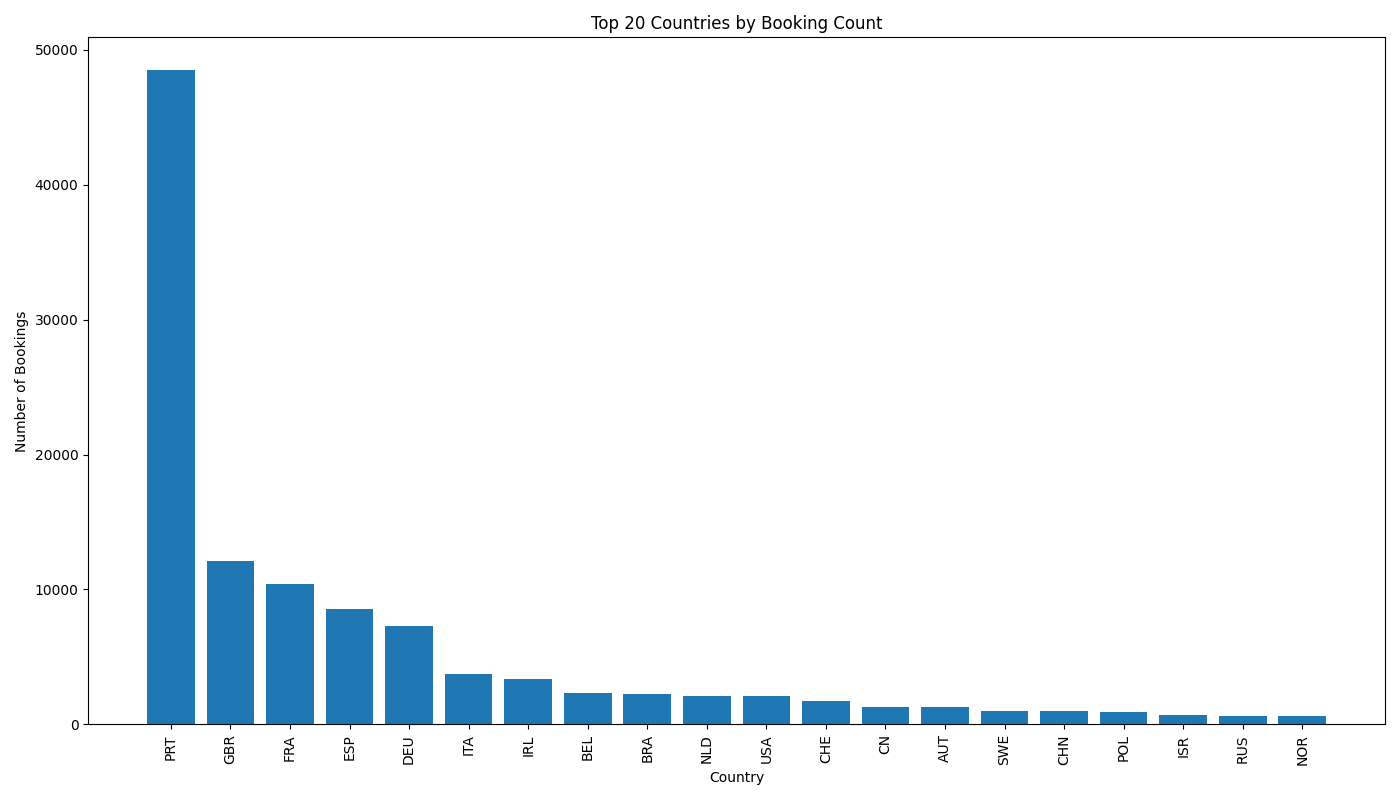 Top 20 Countries by Booking Count
Number of Bookings
50000
40000
30000
20000
10000
0
PRT
GBR
FRA
ESP
DEU
ITA
IRL
BEL
BRA
NLD
USA
CHE
CN
AUT
SWE
CHN
POL
ISR
RUS
NOR
Country